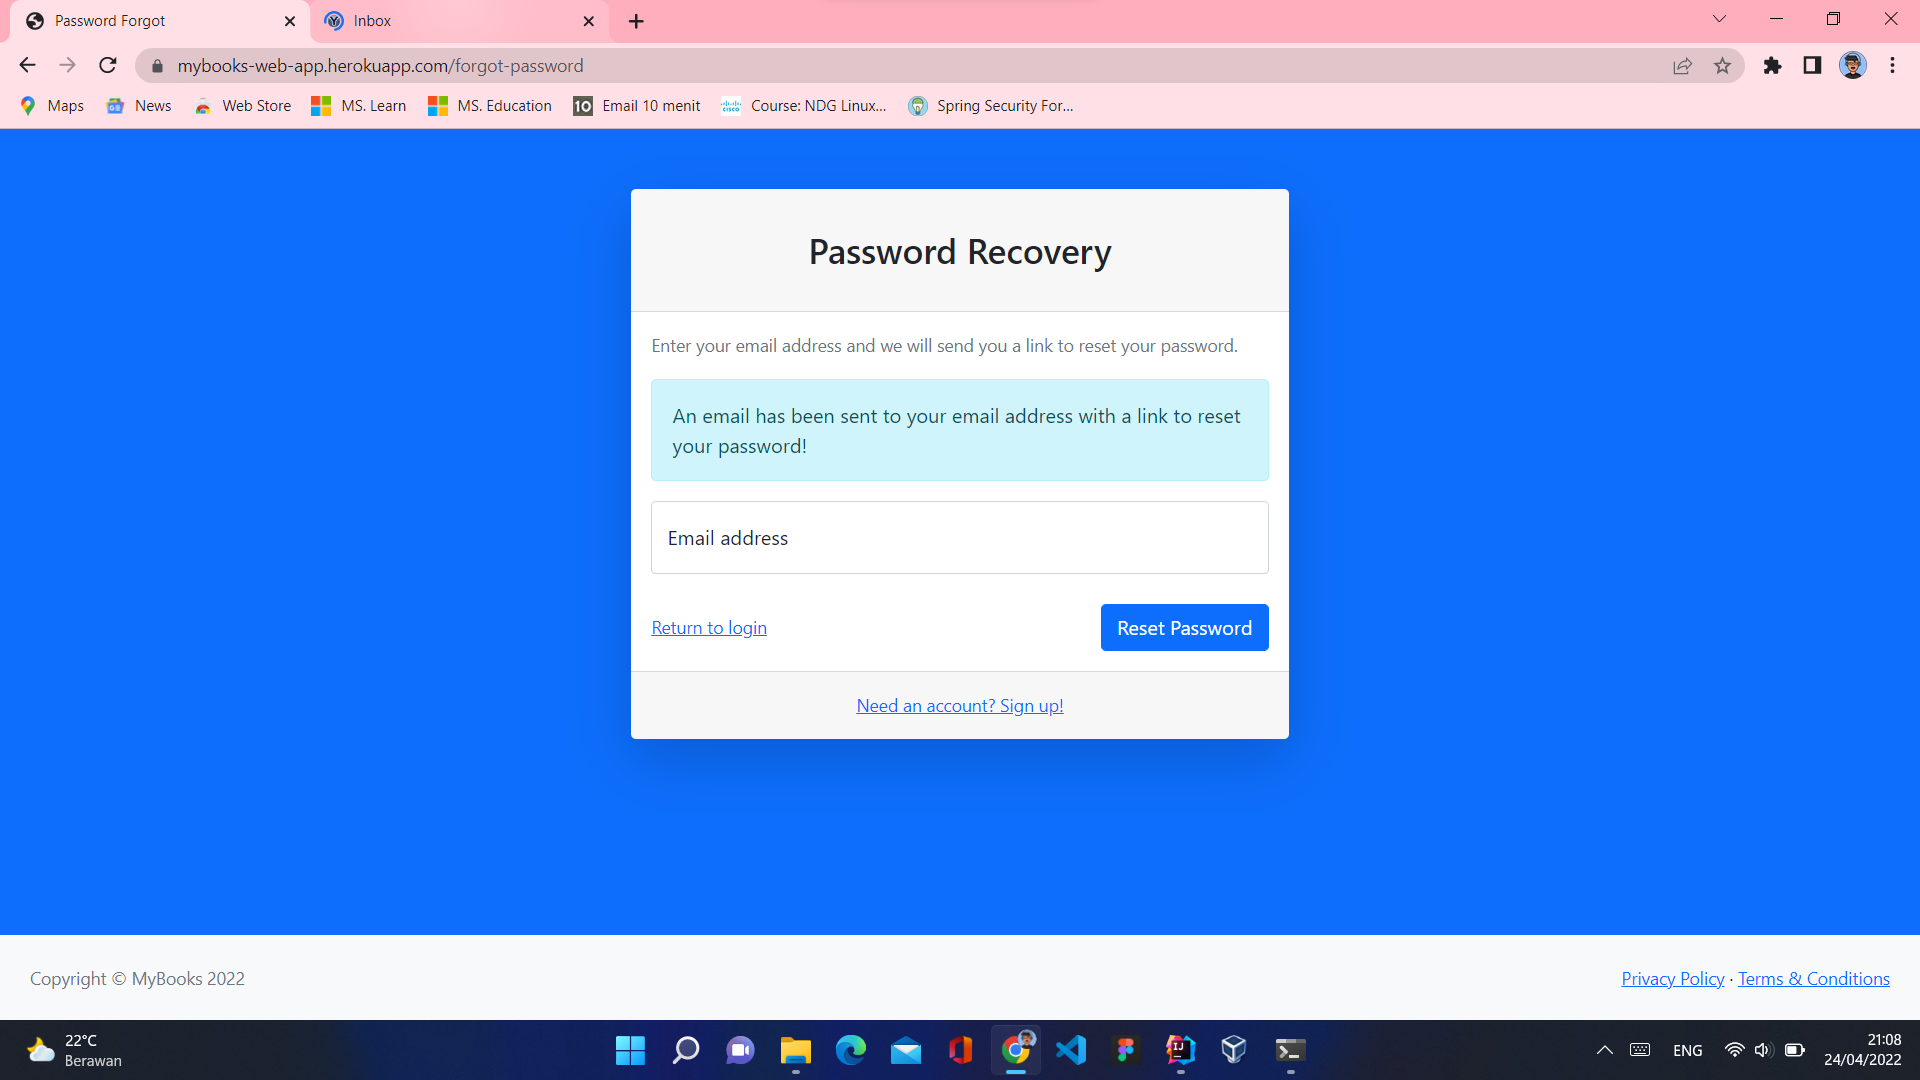 Password Forgot
Inbox
mybooks-web-app.herokuapp.com/forgot-password
Maps
News
Web Store
MS. Learn
MS. Education
10
Email 10 menit
CISCO
Course: NDG Linux...
Spring Security For...
Password Recovery
Enter your email address and we will send you a link to reset your password.
An email has been sent to your email address with a link to reset
your password!
Email address
Return to login
Reset Password
Need an account? Sign up!
Copyright © MyBooks 2022
Privacy Policy · Terms & Conditions
22°C
Berawan
IJ
ENG
21:08
24/04/2022